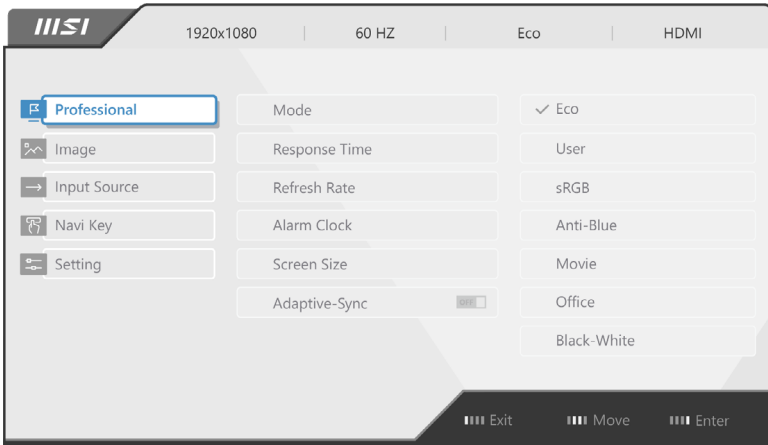 msi
1920x1080 60 HZ Eco HDMI
Professional
Image
Input Source
Navi Key
Setting
Mode
Response Time
Refresh Rate
Alarm Clock
Screen Size
Adaptive-Sync OFF
Eco
User
sRGB
Anti-Blue
Movie
Office
Black-White
Exit Move Enter